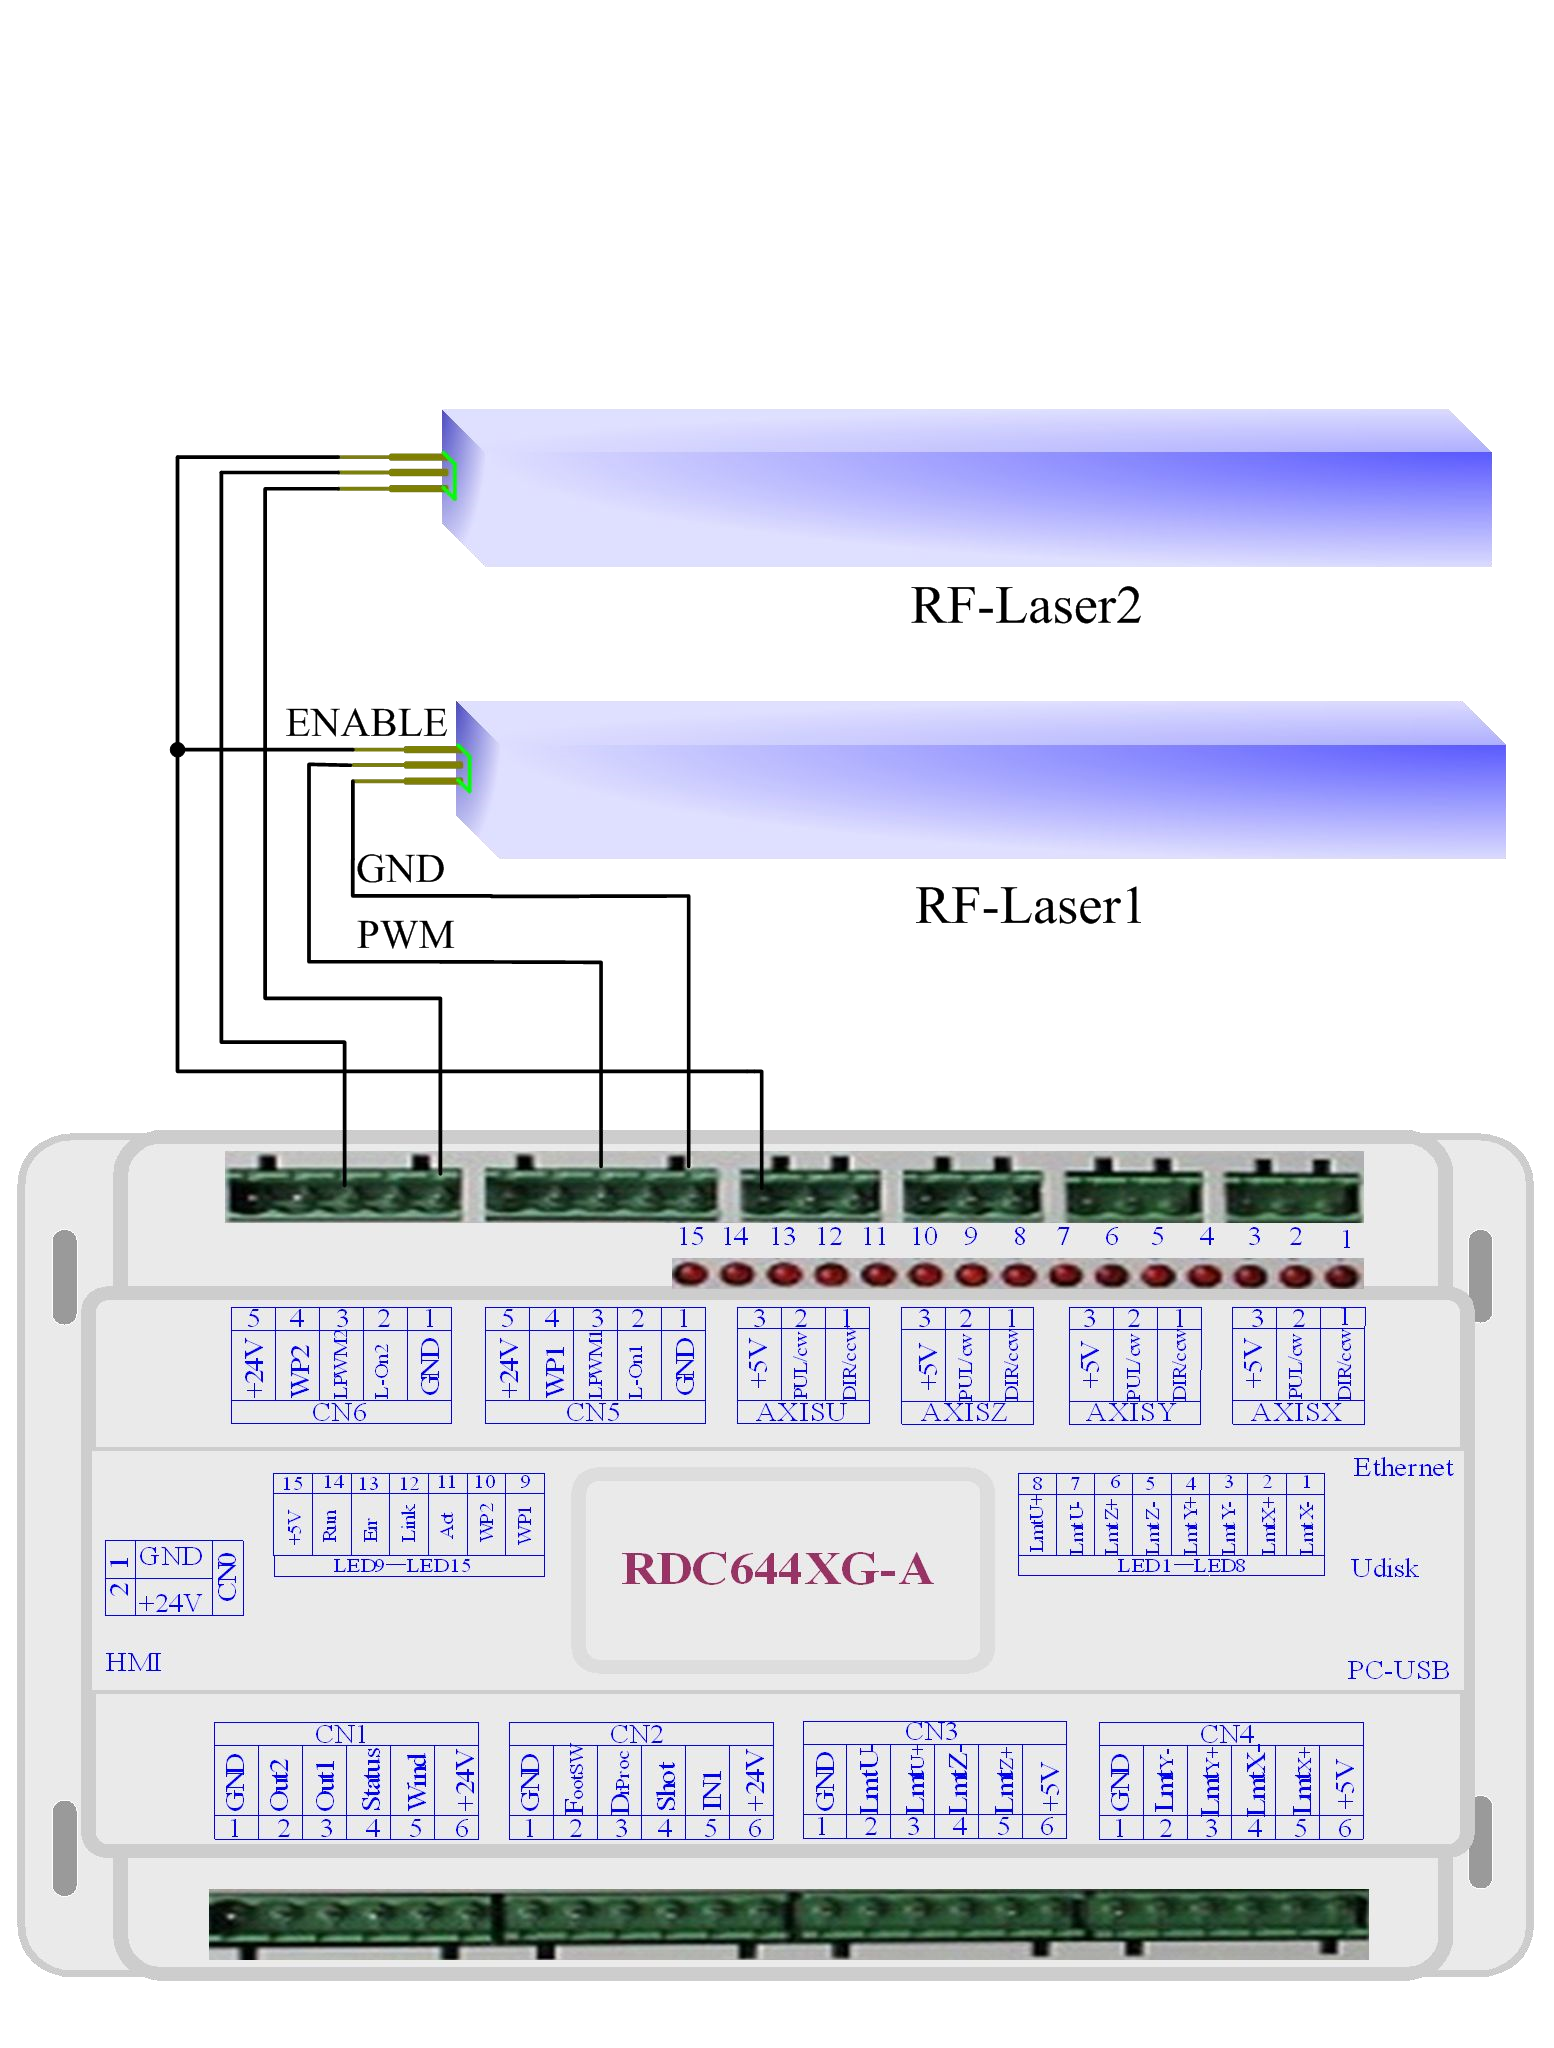 RF-Laser2
ENABLE
GND
RF-Laser1
PWM
15 14 13 12 11 10 9 8 7 6 5 4 3 2 1
5 4 3 2 1
+24V WP2 LPWM2 L-On2 GND
CN6
5 4 3 2 1
+24V WP1 LPWM1 L-On1 GND
CN5
3 2 1
+5V PUL/cw DIR/ccw
AXISU
3 2 1
+5V PUL/cw DIR/ccw
AXISZ
3 2 1
+5V PUL/cw DIR/ccw
AXISY
3 2 1
+5V PUL/cw DIR/ccw
AXISX
Ethernet
15 14 13 12 11 10 9
+5V Run Err Link Act WP2 WP1
LED9—LED15
8 7 6 5 4 3 2 1
LmtU+ LmtU- LmtZ+ LmtZ- LmtY+ LmtY- LmtX+ LmtX-
LED1—LED8
1 GND
2 +24V
CN0
RDC644XG-A
Udisk
HMI
PC-USB
CN1
GND Out2 Out1 Status Wind +24V
1 2 3 4 5 6
CN2
GND FootSW DrProc Shot IN1 +24V
1 2 3 4 5 6
CN3
GND LmtU- LmtU+ LmtZ- LmtZ+ +5V
1 2 3 4 5 6
CN4
GND LmtY- LmtY+ LmtX- LmtX+ +5V
1 2 3 4 5 6